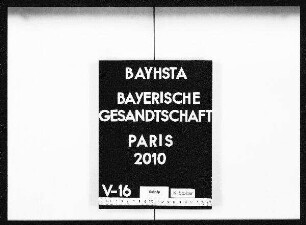 BAYHSTA
BAYERISCHE
GESANDTSCHAFT
PARIS
2010
V-16